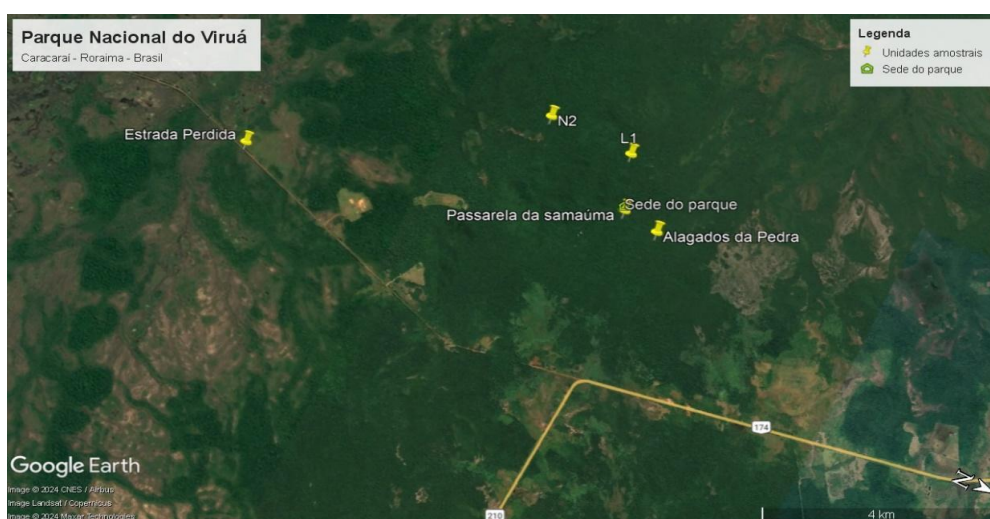 Parque Nacional do Viruá
Caracaraí - Roraima - Brasil
Legenda
Unidades amostrais
Sede do parque
Estrada Perdida
N2
L1
Sede do parque
Passarela da samaúma
Alagados da Pedra
174
210
N
4 km
Google Earth
Image © 2024 CNES / Airbus
Image Landsat / Copernicus
Image © 2024 Maxar Technologies